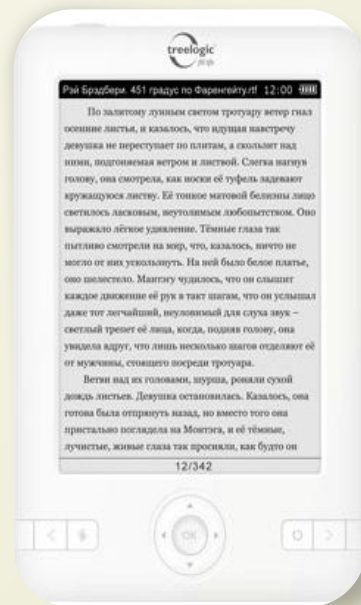 treelogic
Рэй Брэдбери. 451 градус по Фаренгейту.rtf 12:00
По залитому лунным светом тротуару ветер гнал
осенние листья, и казалось, что идущая навстречу
девушка не переступает по плитам, а скользит над
ними, подгоняемая ветром и листвой. Слегка нагнув
голову, она смотрела, как носки её туфель задевают
кружащуюся листву. Её тонкое матовой белизны лицо
светилось ласковым, неутолимым любопытством. Оно
выражало лёгкое удивление. Тёмные глаза так
пытливо смотрели на мир, что, казалось, ничто не
могло от них ускользнуть. На ней было белое платье,
оно шелестело. Монтэгу чудилось, что он слышит
каждое движение её рук в такт шагам, что он услышал
даже тот легчайший, неуловимый для слуха звук –
светлый трепет её лица, когда, подняв голову, она
увидела вдруг, что лишь несколько шагов отделяют её
от мужчины, стоящего посреди тротуара.
Ветви над их головами, шурша, роняли сухой
дождь листьев. Девушка остановилась. Казалось, она
готова была отпрянуть назад, но вместо того она
пристально поглядела на Монтэга, и её тёмные,
лучистые, живые глаза так просияли, как будто он
12/342
OK